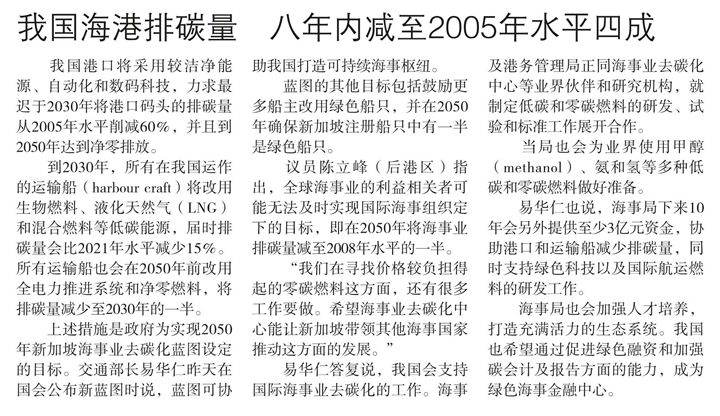 我国海港排碳量 八年内减至2005年水平四成
我国港口将采用较洁净能
源、自动化和数码科技，力求最
迟于2030年将港口码头的排碳量
从2005年水平削减60%，并且到
2050年达到净零排放。
到2030年，所有在我国运作
的运输船（harbour craft）将改用
生物燃料、液化天然气（LNG）
和混合燃料等低碳能源，届时排
碳量会比2021年水平减少15%。
所有运输船也会在2050年前改用
全电力推进系统和净零燃料，将
排碳量减少至2030年的一半。
上述措施是政府为实现2050
年新加坡海事业去碳化蓝图设定
的目标。交通部长易华仁昨天在
国会公布新蓝图时说，蓝图可协
助我国打造可持续海事枢纽。
蓝图的其他目标包括鼓励更
多船主改用绿色船只，并在2050
年确保新加坡注册船只中有一半
是绿色船只。
议员陈立峰（后港区）指
出，全球海事业的利益相关者可
能无法及时实现国际海事组织定
下的目标，即在2050年将海事业
排碳量减至2008年水平的一半。
“我们在寻找价格较负担得
起的零碳燃料这方面，还有很多
工作要做。希望海事业去碳化中
心能让新加坡带领其他海事国家
推动这方面的发展。”
易华仁答复说，我国会支持
国际海事业去碳化的工作。海事
及港务管理局正同海事业去碳化
中心等业界伙伴和研究机构，就
制定低碳和零碳燃料的研发、试
验和标准工作展开合作。
当局也会为业界使用甲醇
（methanol）、氨和氢等多种低
碳和零碳燃料做好准备。
易华仁也说，海事局下来10
年会另外提供至少3亿元资金，协
助港口和运输船减少排碳量，同
时支持绿色科技以及国际航运燃
料的研发工作。
海事局也会加强人才培养，
打造充满活力的生态系统。我国
也希望通过促进绿色融资和加强
碳会计及报告方面的能力，成为
绿色海事金融中心。